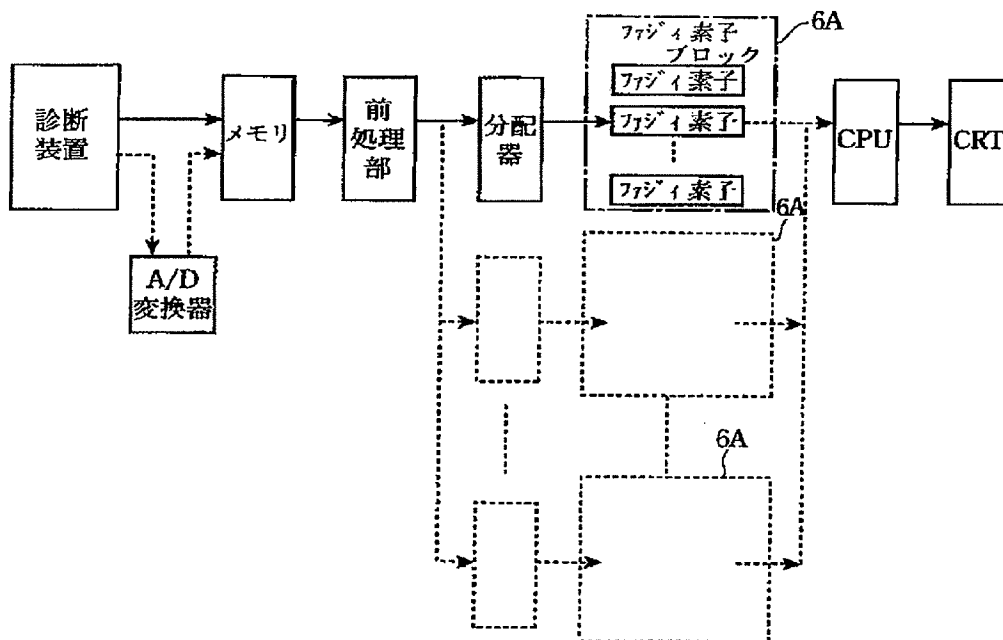 診断
装置
メモリ
前
処理
部
分配
器
ファジィ素子
ブロック
ファジィ素子
ファジィ素子
ファジィ素子
6A
CPU
CRT
A/D
変換器
6A
6A